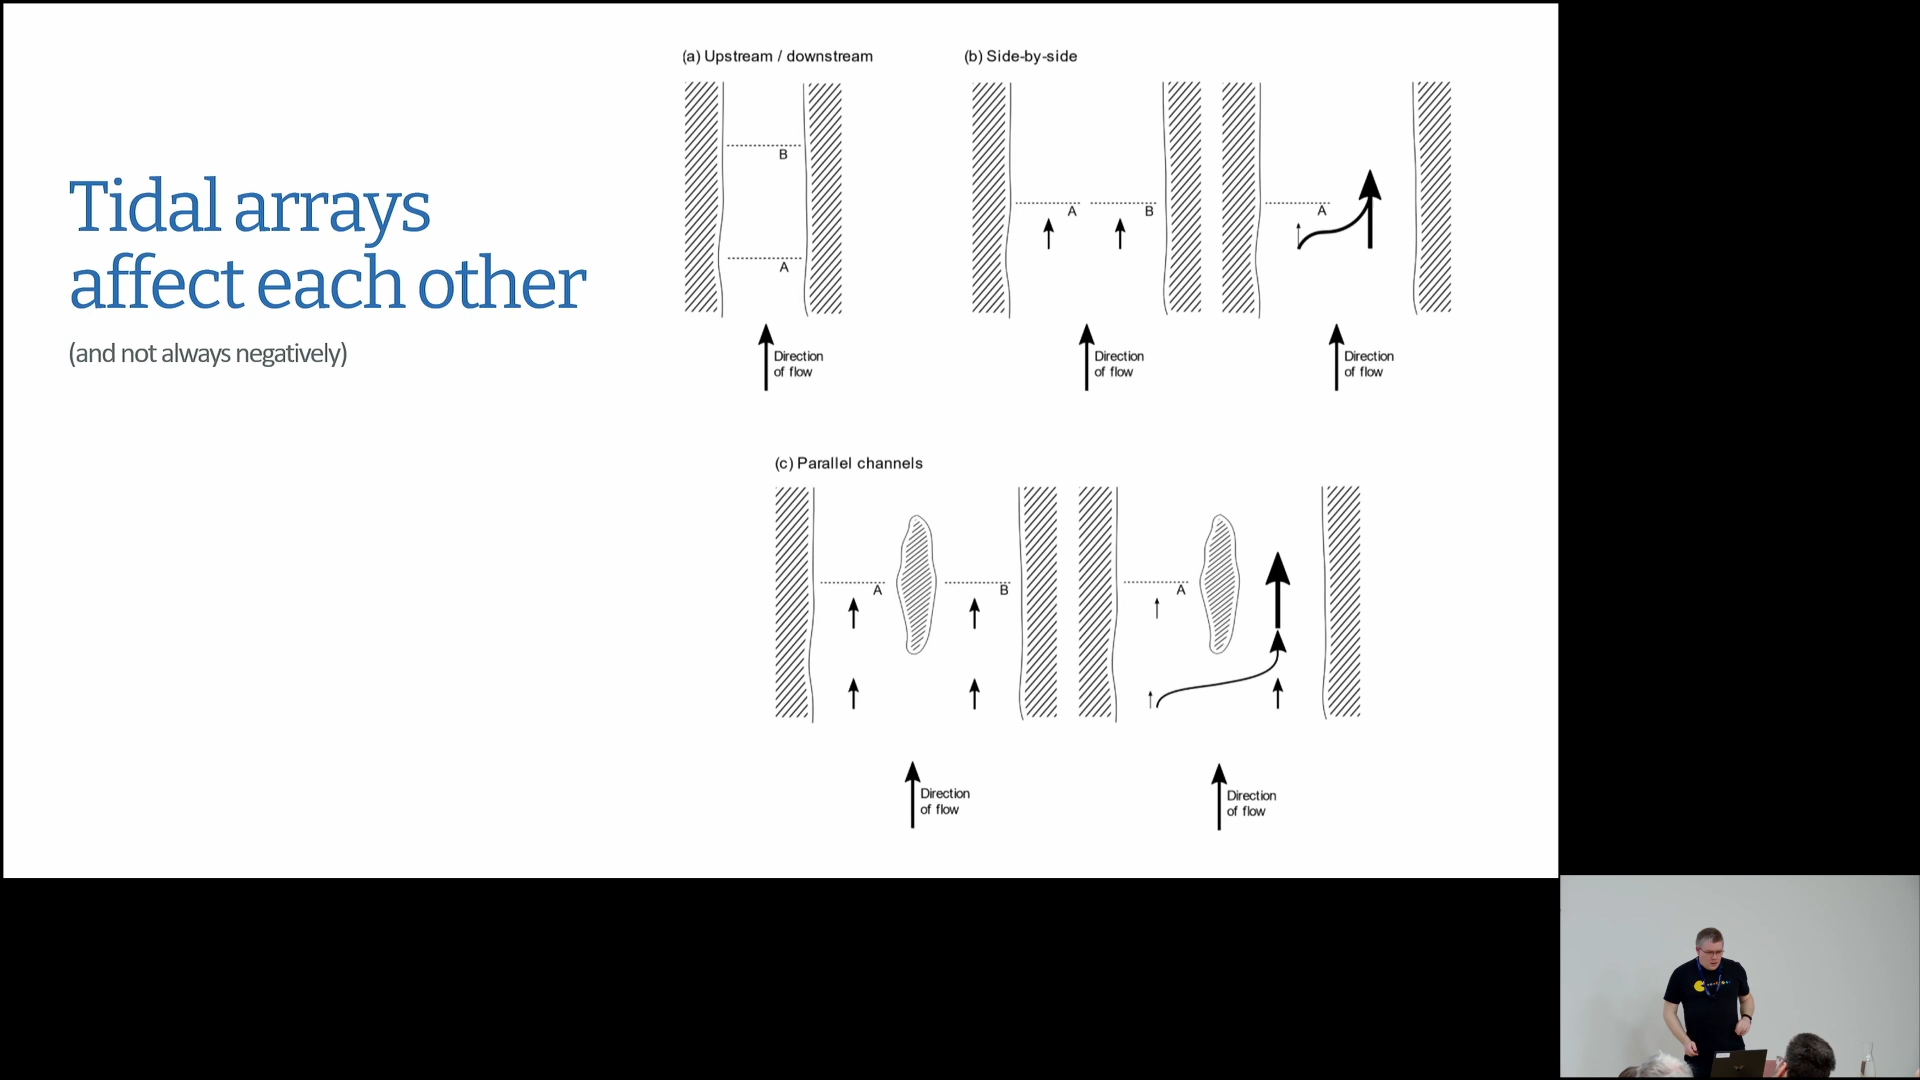 Tidal arrays
affect each other
(and not always negatively)
(a) Upstream / downstream
B
A
Direction
of flow
(b) Side-by-side
A
B
Direction
of flow
A
Direction
of flow
(c) Parallel channels
A
B
Direction
of flow
A
Direction
of flow